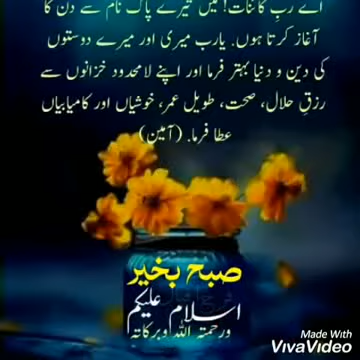 اے ربِ کائنات! میں تیرے پاک نام سے دن کا
آغاز کرتا ہوں. یارب میری اور میرے دوستوں
کی دین و دنیا بہتر فرما اور اپنے لامحدود خزانوں سے
رزقِ حلال، صحت، طویل عمر، خوشیاں اور کامیابیاں
عطا فرما. (آمین)
صبح بخیر
اسلام علیکم
ورحمتہ اللہ وبرکاتہ
Made With
VivaVideo